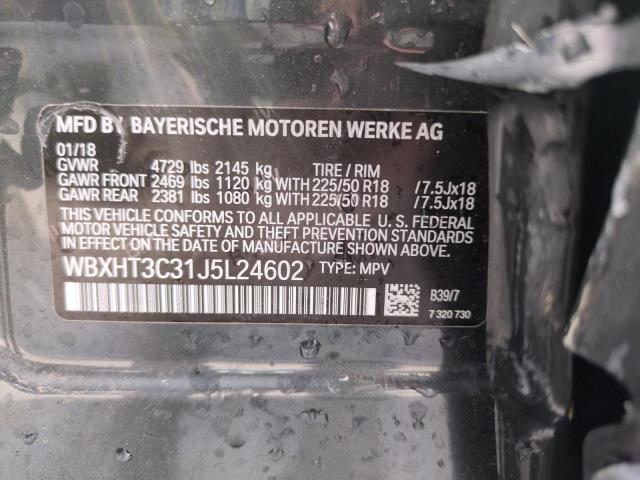 MFD BY BAYERISCHE MOTOREN WERKE AG
01/18
GVWR 4729 lbs 2145 kg TIRE / RIM
GAWR FRONT 2469 lbs 1120 kg WITH 225/50 R18 /7.5Jx18
GAWR REAR 2381 lbs 1080 kg WITH 225/50 R18 /7.5Jx18
THIS VEHICLE CONFORMS TO ALL APPLICABLE U. S. FEDERAL
MOTOR VEHICLE SAFETY AND THEFT PREVENTION STANDARDS
IN EFFECT ON THE DATE OF MANUFACTURE SHOWN ABOVE.
WBXHT3C31J5L24602 TYPE: MPV
B39/7
7 320 730